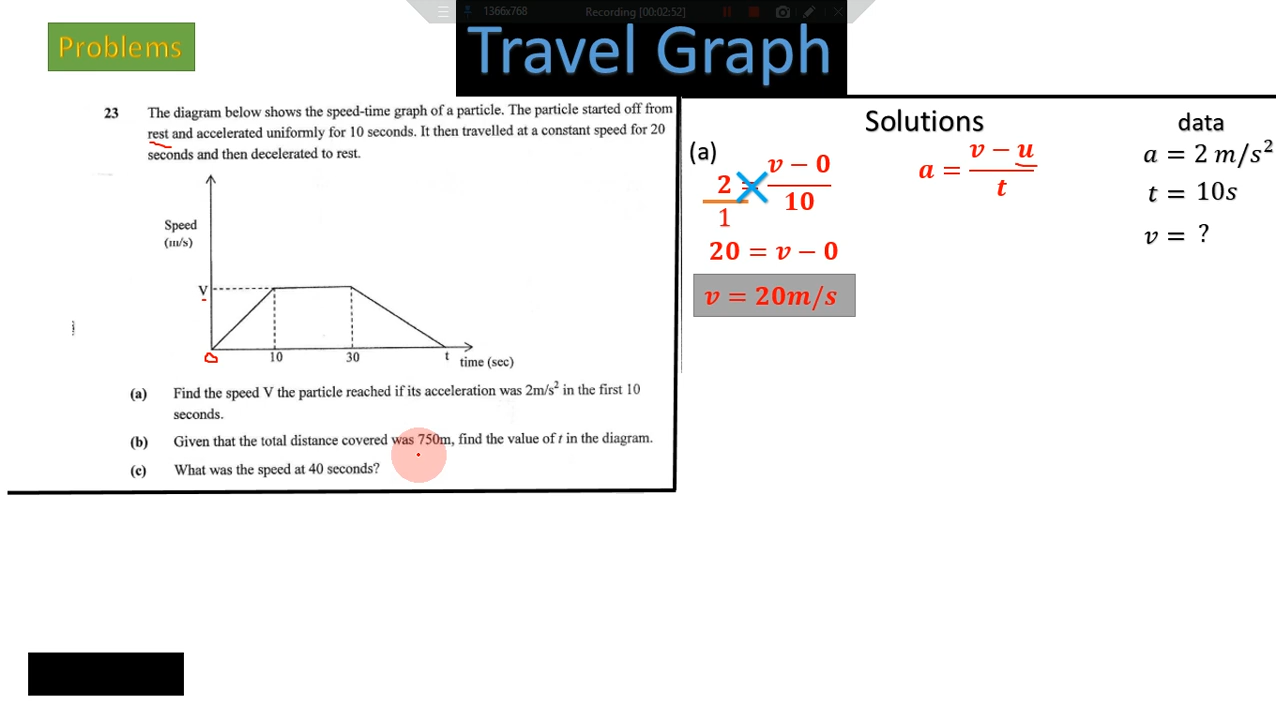 1366x768
Recording [00:02:52]
Problems
Travel Graph
23 The diagram below shows the speed-time graph of a particle. The particle started off from
rest and accelerated uniformly for 10 seconds. It then travelled at a constant speed for 20
seconds and then decelerated to rest.
Speed
(m/s)
V
0
10
30
t
time (sec)
(a) Find the speed V the particle reached if its acceleration was 2m/s² in the first 10
seconds.
(b) Given that the total distance covered was 750m, find the value of t in the diagram.
(c) What was the speed at 40 seconds?
Solutions
(a)
2/1 = (v − 0)/10
20 = v − 0
v = 20m/s
a = (v − u)/t
data
a = 2 m/s²
t = 10s
v = ?